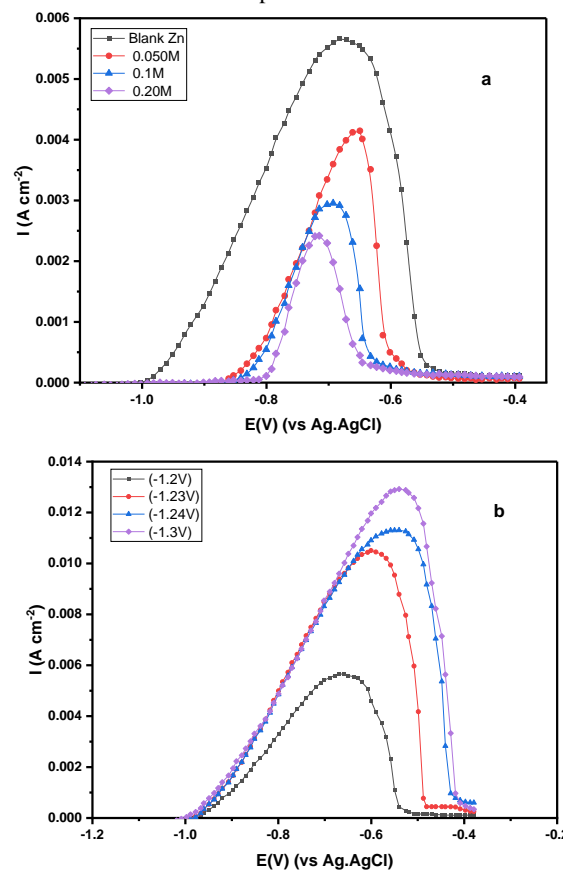 Blank Zn
0.050M
0.1M
0.20M
a
0.006
0.005
0.004
0.003
0.002
0.001
0.000
I (A cm-2)
-1.0
-0.8
-0.6
-0.4
E(V) (vs Ag.AgCl)
(-1.2V)
(-1.23V)
(-1.24V)
(-1.3V)
b
0.014
0.012
0.010
0.008
0.006
0.004
0.002
0.000
I (A cm-2)
-1.2
-1.0
-0.8
-0.6
-0.4
-0.2
E(V) (vs Ag.AgCl)